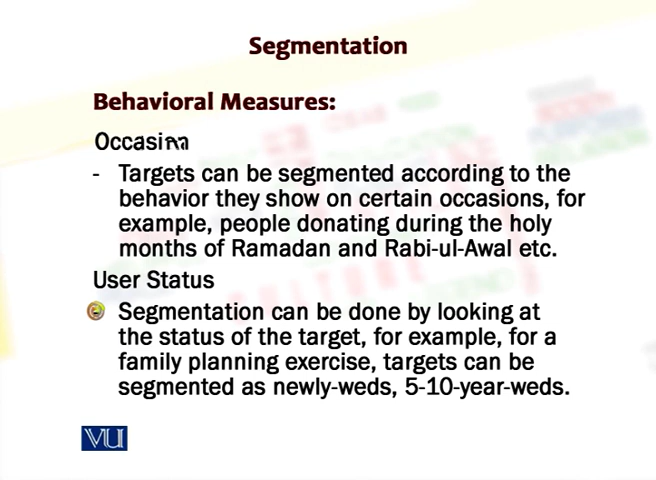 Segmentation
Behavioral Measures:
Occasion
- Targets can be segmented according to the
behavior they show on certain occasions, for
example, people donating during the holy
months of Ramadan and Rabi-ul-Awal etc.
User Status
Segmentation can be done by looking at
the status of the target, for example, for a
family planning exercise, targets can be
segmented as newly-weds, 5-10-year-weds.
VU